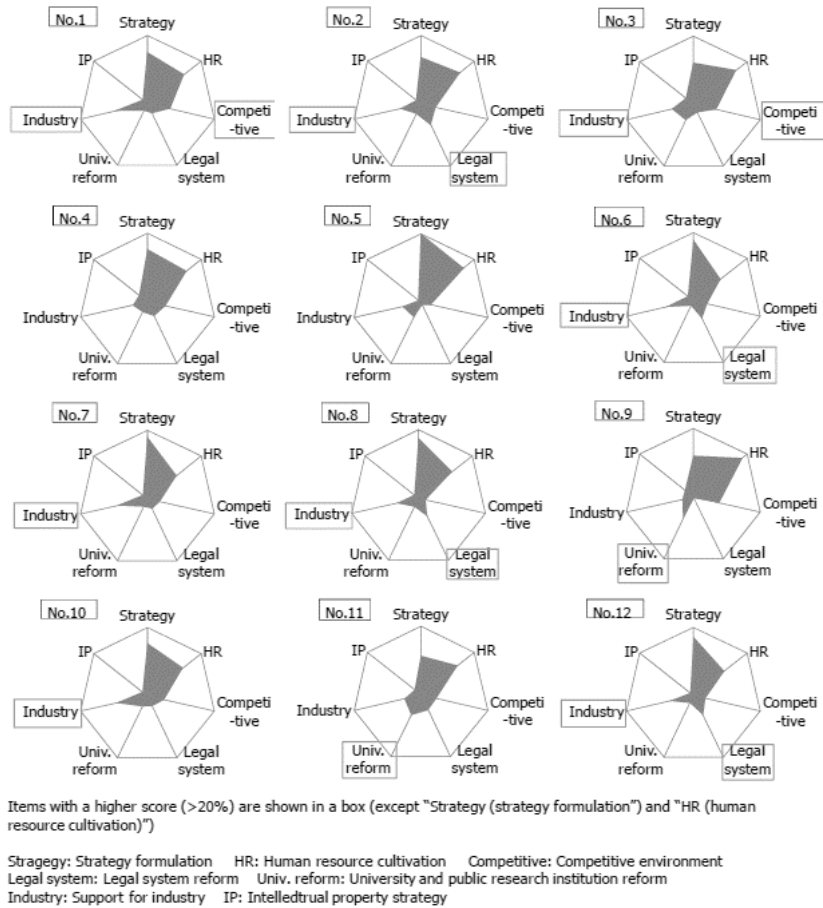 No.1
Strategy
IP
HR
Industry
Competi
-tive
Univ.
reform
Legal
system
No.2
Strategy
IP
HR
Industry
Competi
-tive
Univ.
reform
Legal
system
No.3
Strategy
IP
HR
Industry
Competi
-tive
Univ.
reform
Legal
system
No.4
Strategy
IP
HR
Industry
Competi
-tive
Univ.
reform
Legal
system
No.5
Strategy
IP
HR
Industry
Competi
-tive
Univ.
reform
Legal
system
No.6
Strategy
IP
HR
Industry
Competi
-tive
Univ.
reform
Legal
system
No.7
Strategy
IP
HR
Industry
Competi
-tive
Univ.
reform
Legal
system
No.8
Strategy
IP
HR
Industry
Competi
-tive
Univ.
reform
Legal
system
No.9
Strategy
IP
HR
Industry
Competi
-tive
Univ.
reform
Legal
system
No.10
Strategy
IP
HR
Industry
Competi
-tive
Univ.
reform
Legal
system
No.11
Strategy
IP
HR
Industry
Competi
-tive
Univ.
reform
Legal
system
No.12
Strategy
IP
HR
Industry
Competi
-tive
Univ.
reform
Legal
system
Items with a higher score (>20%) are shown in a box (except “Strategy (strategy formulation”) and “HR (human
resource cultivation)”)
Stragegy: Strategy formulation HR: Human resource cultivation Competitive: Competitive environment
Legal system: Legal system reform Univ. reform: University and public research institution reform
Industry: Support for industry IP: Intelledtrual property strategy